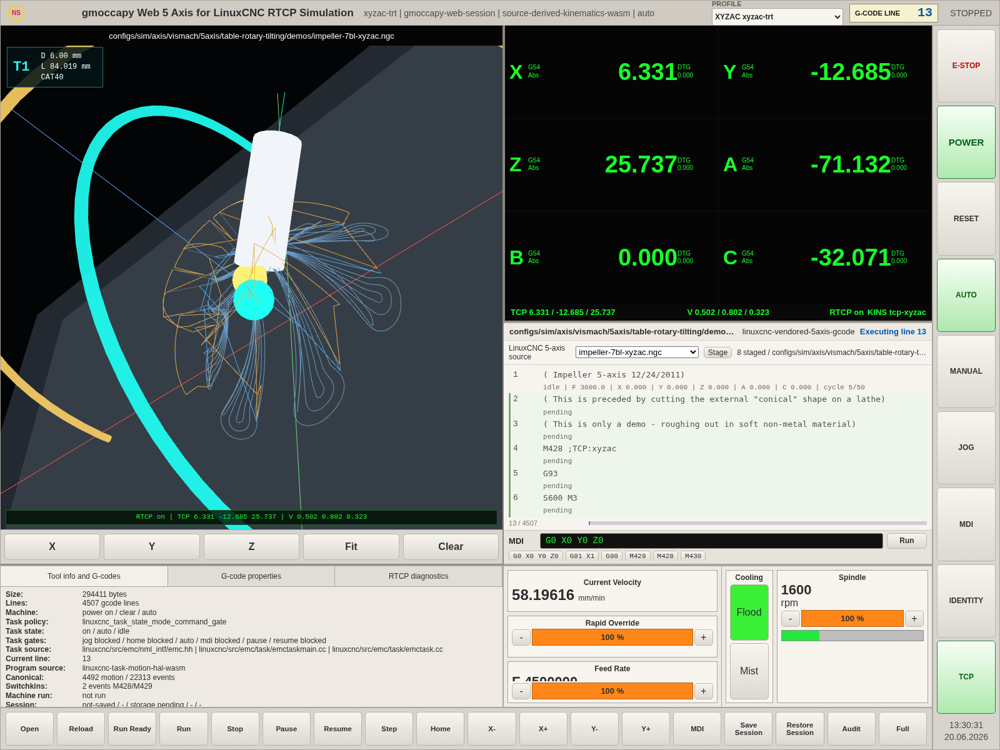 NS
gmoccapy Web 5 Axis for LinuxCNC RTCP Simulation
xyzac-trt | gmoccapy-web-session | source-derived-kinematics-wasm | auto
PROFILE
XYZAC xyzac-trt
G-CODE LINE 13
STOPPED
configs/sim/axis/vismach/5axis/table-rotary-tilting/demos/impeller-7bl-xyzac.ngc
T1
D 6.00 mm
L 84.019 mm
CAT40
RTCP on | TCP 6.331 -12.685 25.737 | V 0.502 0.802 0.323
X
Y
Z
Fit
Clear
X G54 Abs 6.331 DTG 0.000
Y G54 Abs -12.685 DTG 0.000
Z G54 Abs 25.737 DTG 0.000
A G54 Abs -71.132 DTG 0.000
B G54 Abs 0.000 DTG 0.000
C G54 Abs -32.071 DTG 0.000
TCP 6.331 / -12.685 / 25.737
V 0.502 / 0.802 / 0.323
RTCP on KINS tcp-xyzac
configs/sim/axis/vismach/5axis/table-rotary-tilting/demo…
linuxcnc-vendored-5axis-gcode
Executing line 13
LinuxCNC 5-axis
source
impeller-7bl-xyzac.ngc
Stage
8 staged / configs/sim/axis/vismach/5axis/table-rotary-t…
1 ( Impeller 5-axis 12/24/2011)
idle | F 3600.0 | X 0.000 | Y 0.000 | Z 0.000 | A 0.000 | C 0.000 | cycle 5/50
2 ( This is preceded by cutting the external "conical" shape on a lathe)
pending
3 ( This is only a demo - roughing out in soft non-metal material)
pending
4 M428 ;TCP:xyzac
pending
5 G93
pending
6 S600 M3
pending
13 / 4507
MDI
G0 X0 Y0 Z0
Run
G0 X0 Y0 Z0
G91 X1
G90
M429
M428
M430
Tool info and G-codes
G-code properties
RTCP diagnostics
Size: 294411 bytes
Lines: 4507 gcode lines
Machine: power on / clear / auto
Task policy: linuxcnc_task_state_mode_command_gate
Task state: on / auto / idle
Task gates: jog blocked / home blocked / auto / mdi blocked / pause / resume blocked
Task source: linuxcnc/src/emc/nml_intf/emc.hh | linuxcnc/src/emc/task/emctaskmain.cc | linuxcnc/src/emc/task/emctask.cc
Current line: 13
Program source: linuxcnc-task-motion-hal-wasm
Canonical: 4492 motion / 22313 events
Switchkins: 2 events M428/M429
Machine run: not run
Session: not-saved / - / storage pending / - / -
Current Velocity
58.19616 mm/min
Rapid Override
- 100 % +
Feed Rate
F 4500000
- 100 % +
Cooling
Flood
Mist
Spindle
1600
rpm
- 100 % +
E-STOP
POWER
RESET
AUTO
MANUAL
JOG
MDI
IDENTITY
TCP
13:30:31
20.06.2026
Open
Reload
Run Ready
Run
Stop
Pause
Resume
Step
Home
X-
X+
Y-
Y+
MDI
Save
Session
Restore
Session
Audit
Full